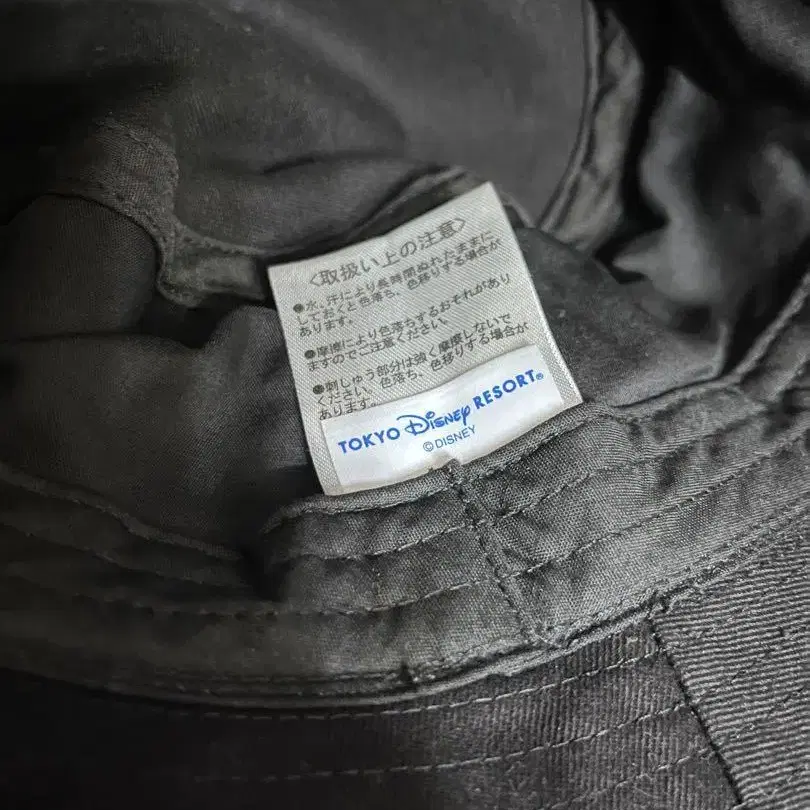 〈取扱い上の注意〉
●水、汗により長時間ぬれたままに
しておくと色落ち、色移りする場合が
あります。
●摩擦により色落ちするおそれがあり
ますのでご注意ください。
●刺しゅう部分は強く摩擦しないで
ください。色落ち、色移りする場合が
あります。
TOKYO Disney RESORT®
©DISNEY